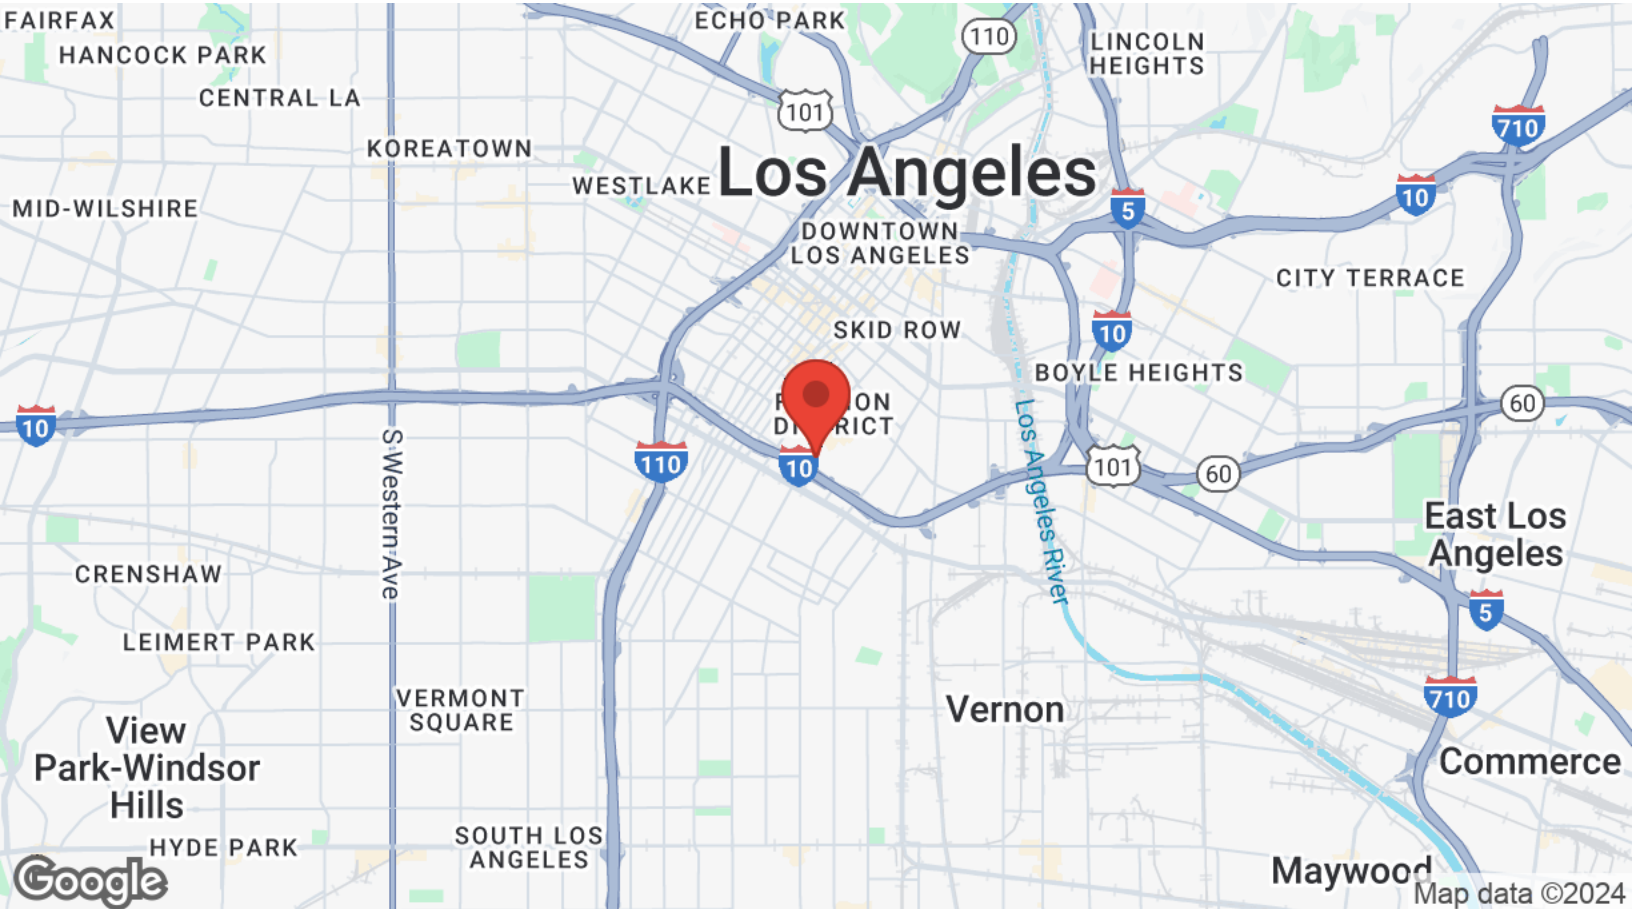 FAIRFAX
ECHO PARK
110
LINCOLN
HEIGHTS
HANCOCK PARK
CENTRAL LA
101
710
KOREATOWN
Los Angeles
WESTLAKE
10
MID-WILSHIRE
5
DOWNTOWN
LOS ANGELES
CITY TERRACE
SKID ROW
10
BOYLE HEIGHTS
DISTRICT
60
10
S Western Ave
110
10
101
60
Los Angeles River
East Los
Angeles
CRENSHAW
5
LEIMERT PARK
VERMONT
SQUARE
710
Vernon
View
Park-Windsor
Hills
Commerce
HYDE PARK
SOUTH LOS
ANGELES
Maywood
Google
Map data ©2024